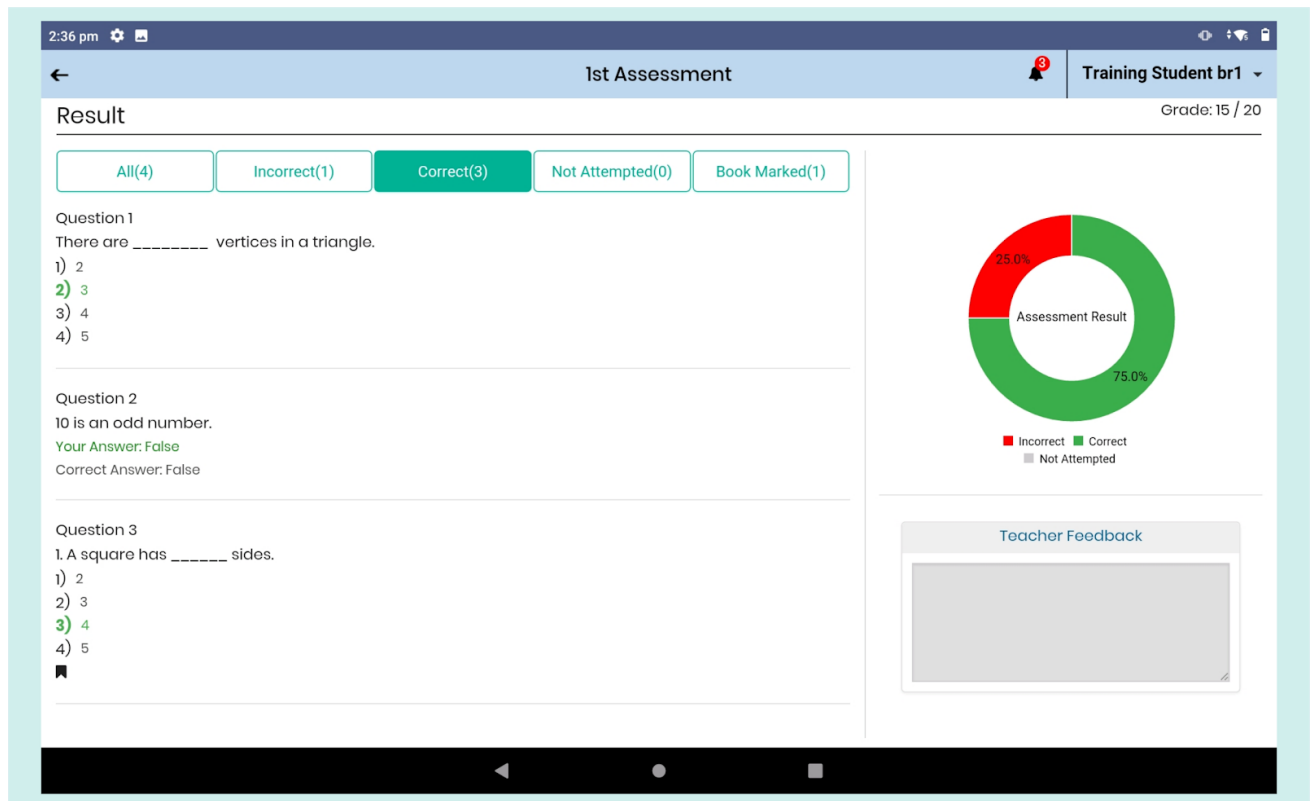 2:36 pm
1st Assessment
3
Training Student br1
Result
Grade: 15 / 20
All(4)
Incorrect(1)
Correct(3)
Not Attempted(0)
Book Marked(1)
Question 1
There are ________ vertices in a triangle.
1) 2
2) 3
3) 4
4) 5
Question 2
10 is an odd number.
Your Answer: False
Correct Answer: False
Question 3
1. A square has ______ sides.
1) 2
2) 3
3) 4
4) 5
25.0%
Assessment Result
75.0%
Incorrect
Correct
Not Attempted
Teacher Feedback